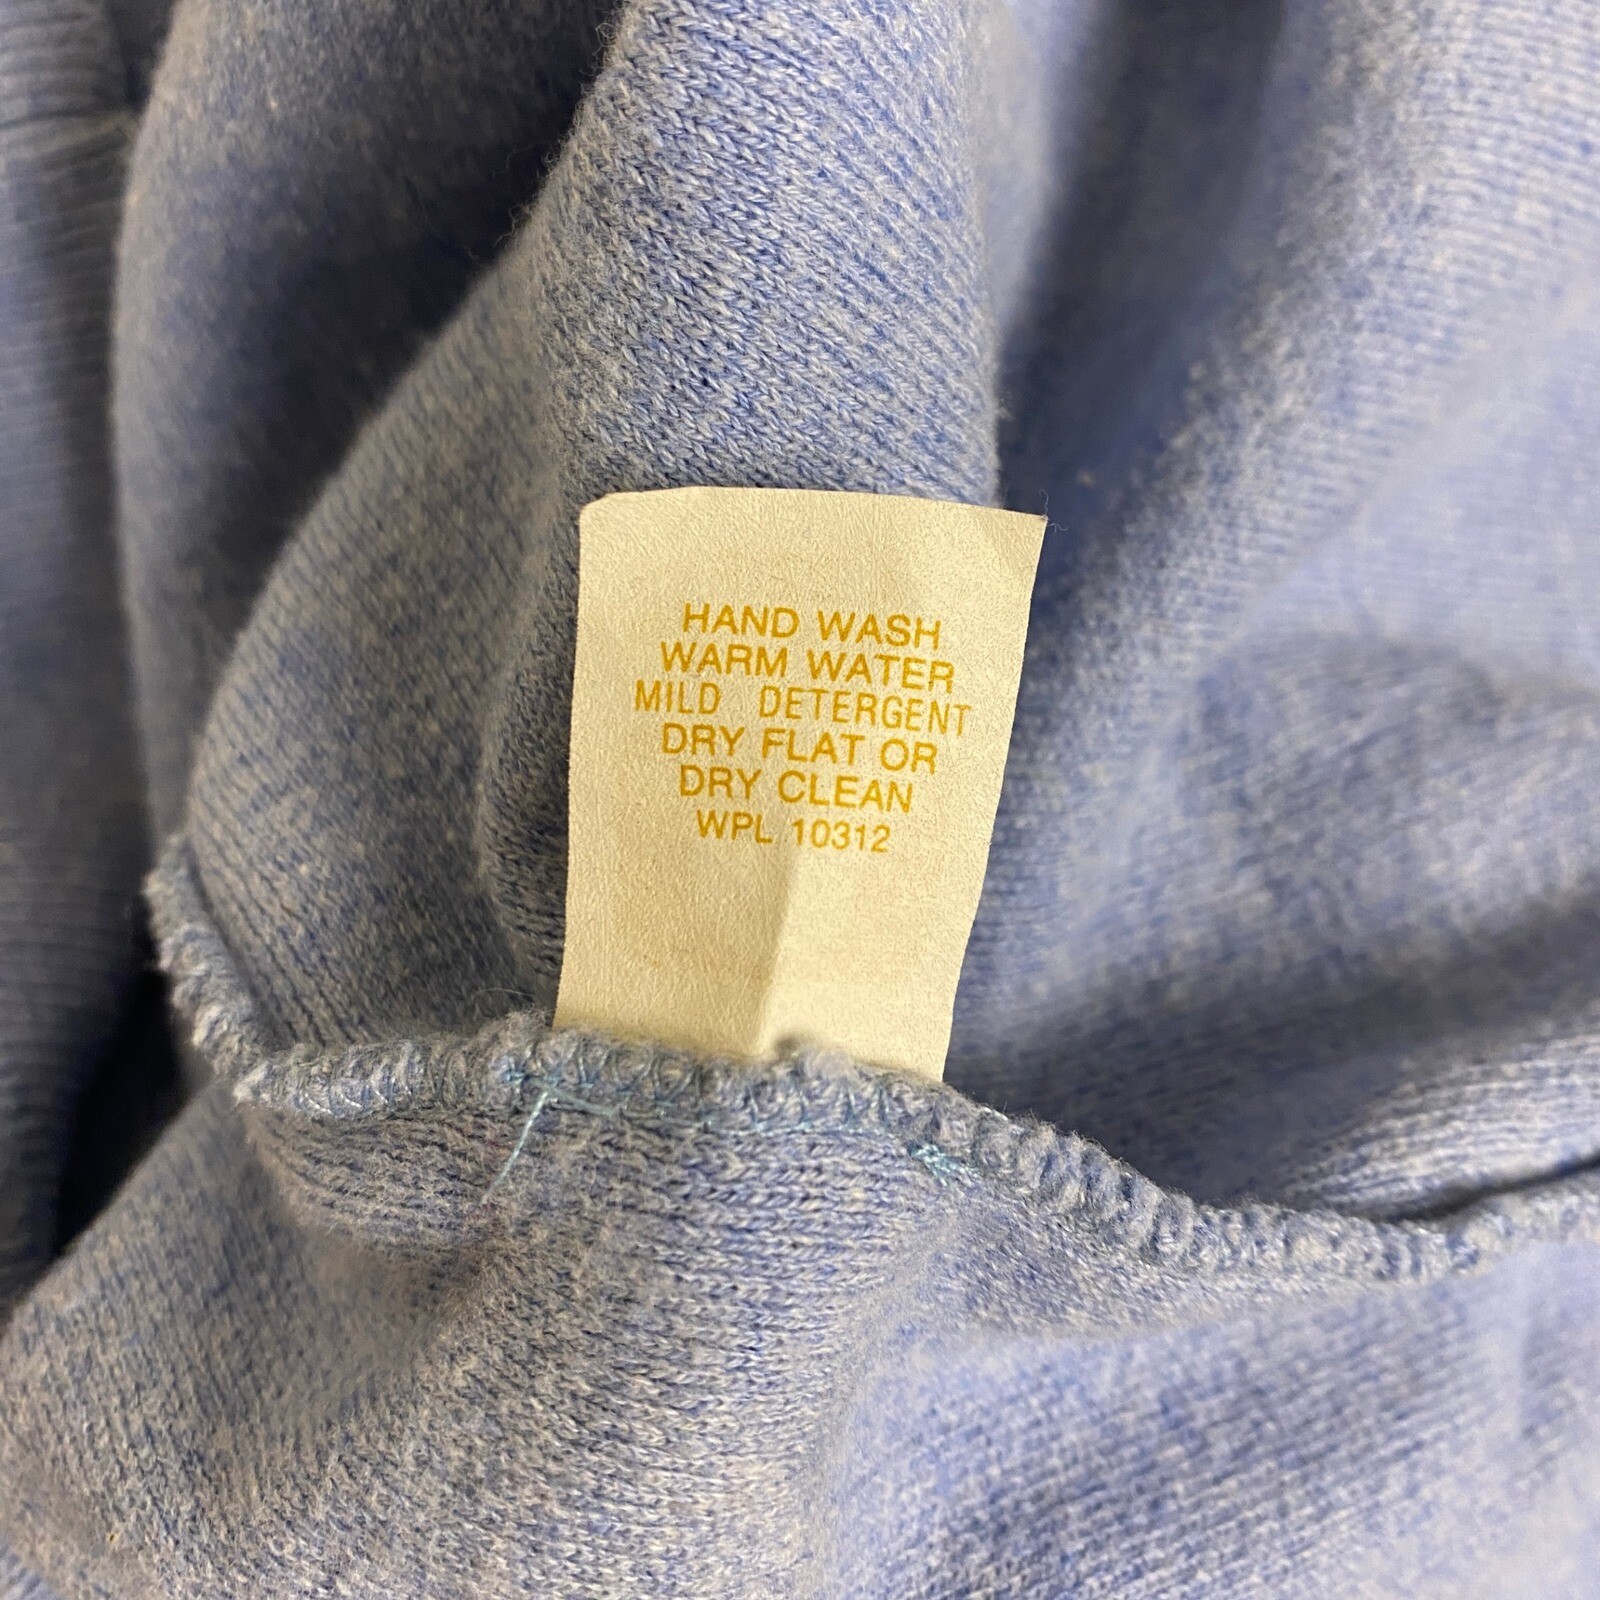 HAND WASH
WARM WATER
MILD DETERGENT
DRY FLAT OR
DRY CLEAN
WPL 10312